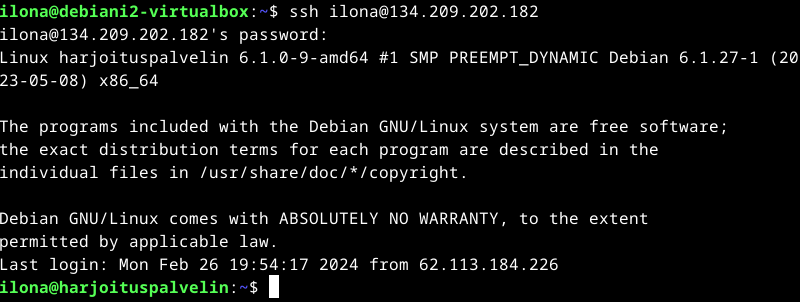 ilona@debiani2-virtualbox:~$ ssh ilona@134.209.202.182
ilona@134.209.202.182's password:
Linux harjoituspalvelin 6.1.0-9-amd64 #1 SMP PREEMPT_DYNAMIC Debian 6.1.27-1 (20
23-05-08) x86_64
The programs included with the Debian GNU/Linux system are free software;
the exact distribution terms for each program are described in the
individual files in /usr/share/doc/*/copyright.
Debian GNU/Linux comes with ABSOLUTELY NO WARRANTY, to the extent
permitted by applicable law.
Last login: Mon Feb 26 19:54:17 2024 from 62.113.184.226
ilona@harjoituspalvelin:~$